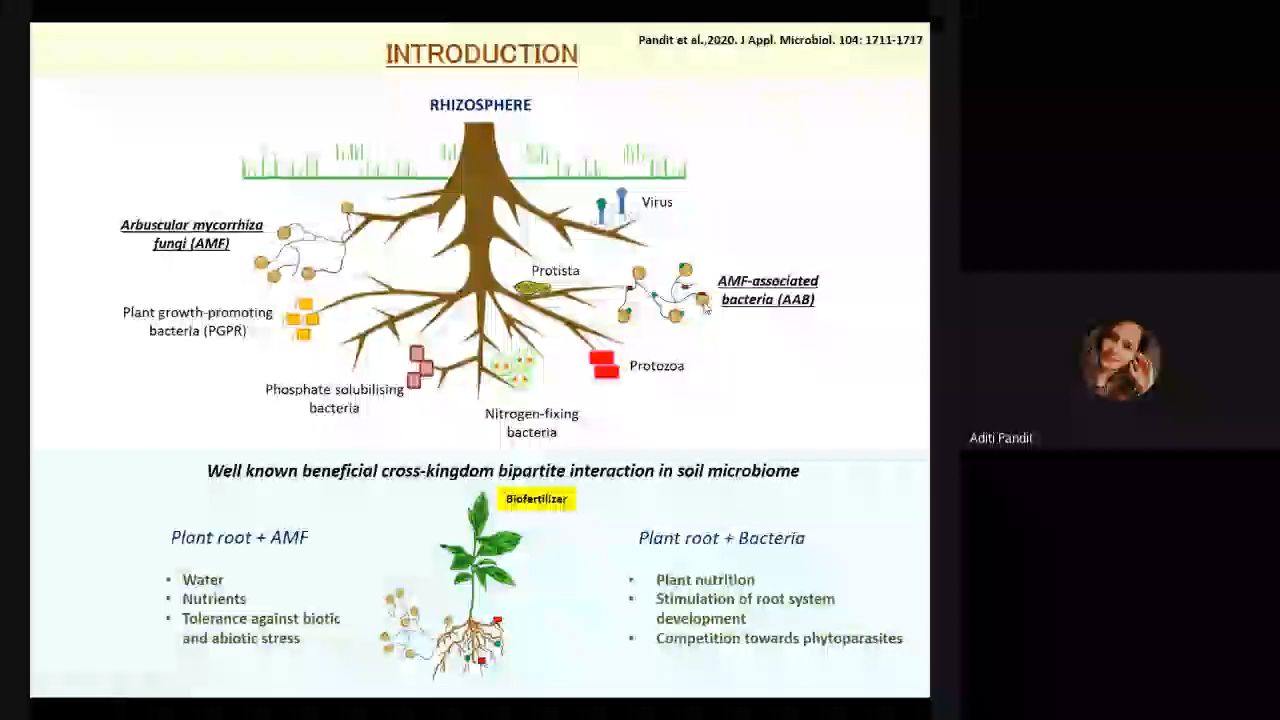 INTRODUCTION
Pandit et al.,2020. J Appl. Microbiol. 104: 1711-1717
RHIZOSPHERE
Virus
Arbuscular mycorrhiza
fungi (AMF)
Protista
AMF-associated
bacteria (AAB)
Plant growth-promoting
bacteria (PGPR)
Protozoa
Phosphate solubilising
bacteria
Nitrogen-fixing
bacteria
Well known beneficial cross-kingdom bipartite interaction in soil microbiome
Biofertilizer
Plant root + AMF
• Water
• Nutrients
• Tolerance against biotic
and abiotic stress
Plant root + Bacteria
• Plant nutrition
• Stimulation of root system
development
• Competition towards phytoparasites
Aditi Pandit